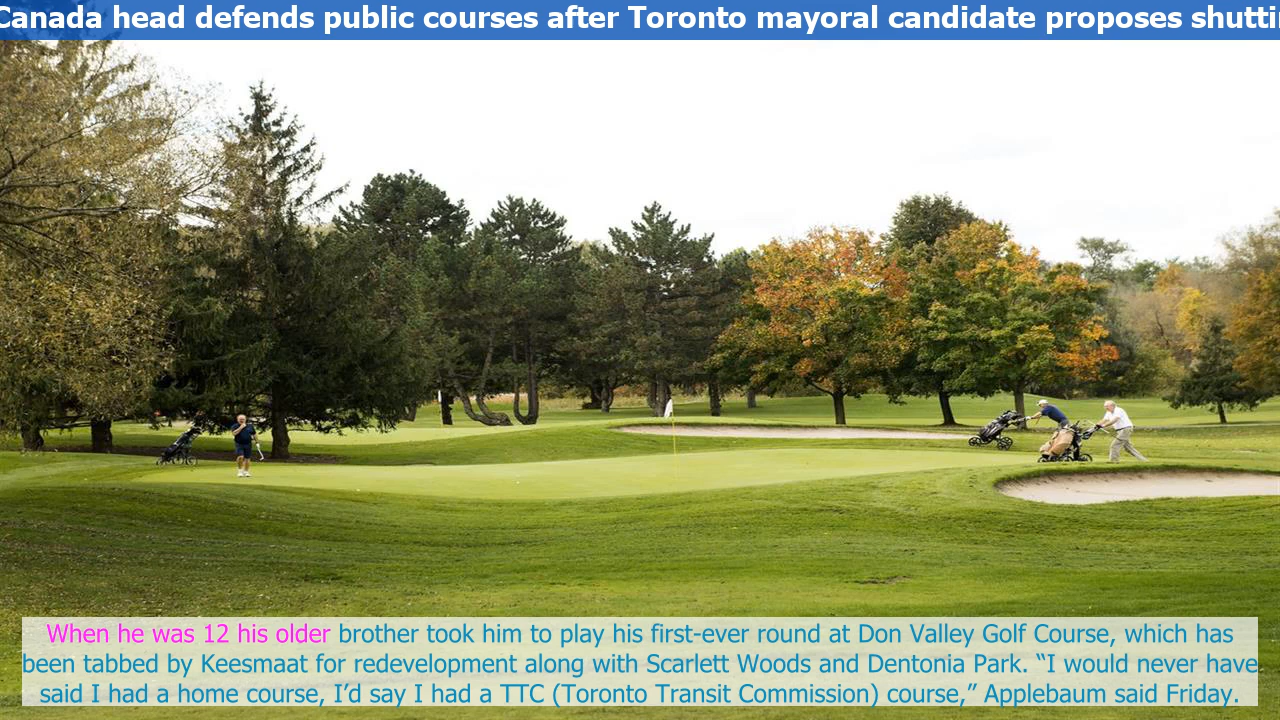 Canada head defends public courses after Toronto mayoral candidate proposes
When he was 12 his older brother took him to play his first-ever round at Don Valley Golf Course, which has
been tabbed by Keesmaat for redevelopment along with Scarlett Woods and Dentonia Park. “I would never have
said I had a home course, I’d say I had a TTC (Toronto Transit Commission) course,” Applebaum said Friday.